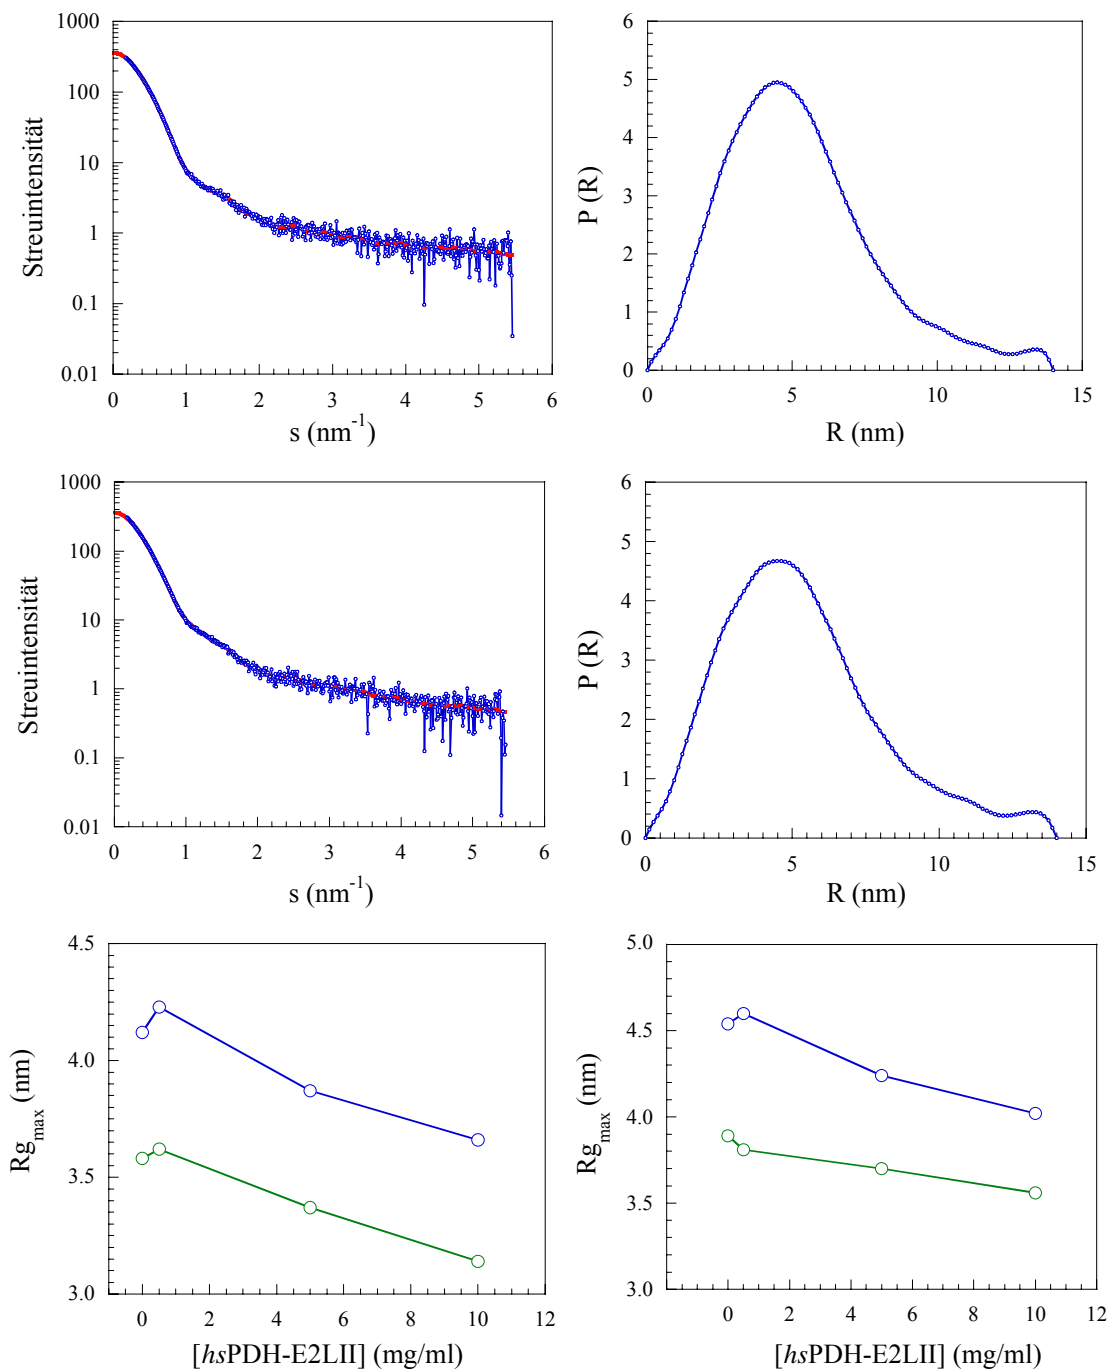 1000
100
10
1
0.1
0.01
0 1 2 3 4 5 6
Streuintensität
s (nm-1)
6
5
4
3
2
1
0
0 5 10 15
P (R)
R (nm)
1000
100
10
1
0.1
0.01
0 1 2 3 4 5 6
Streuintensität
s (nm-1)
6
5
4
3
2
1
0
0 5 10 15
P (R)
R (nm)
4.5
4.0
3.5
3.0
0 2 4 6 8 10 12
Rgmax (nm)
[hsPDH-E2LII] (mg/ml)
5.0
4.5
4.0
3.5
3.0
0 2 4 6 8 10 12
Rgmax (nm)
[hsPDH-E2LII] (mg/ml)